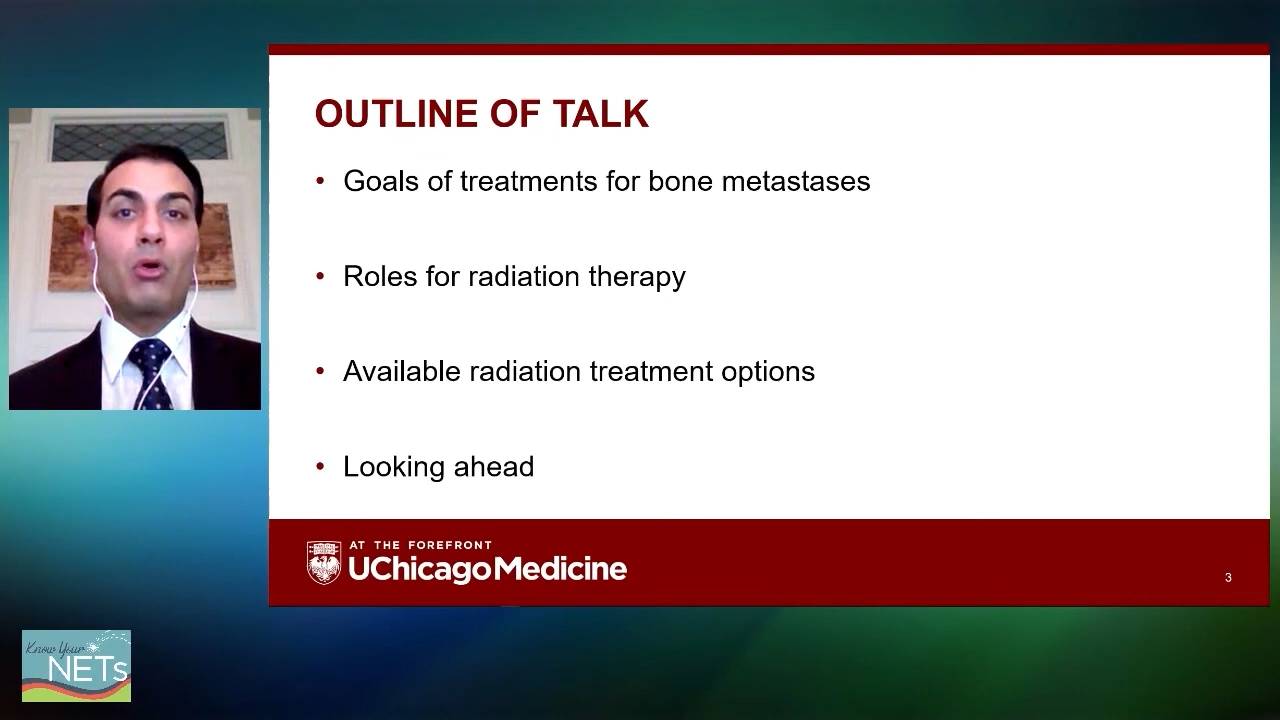 OUTLINE OF TALK
• Goals of treatments for bone metastases
• Roles for radiation therapy
• Available radiation treatment options
• Looking ahead
AT THE FOREFRONT
UChicagoMedicine
3
Know Your
NETs